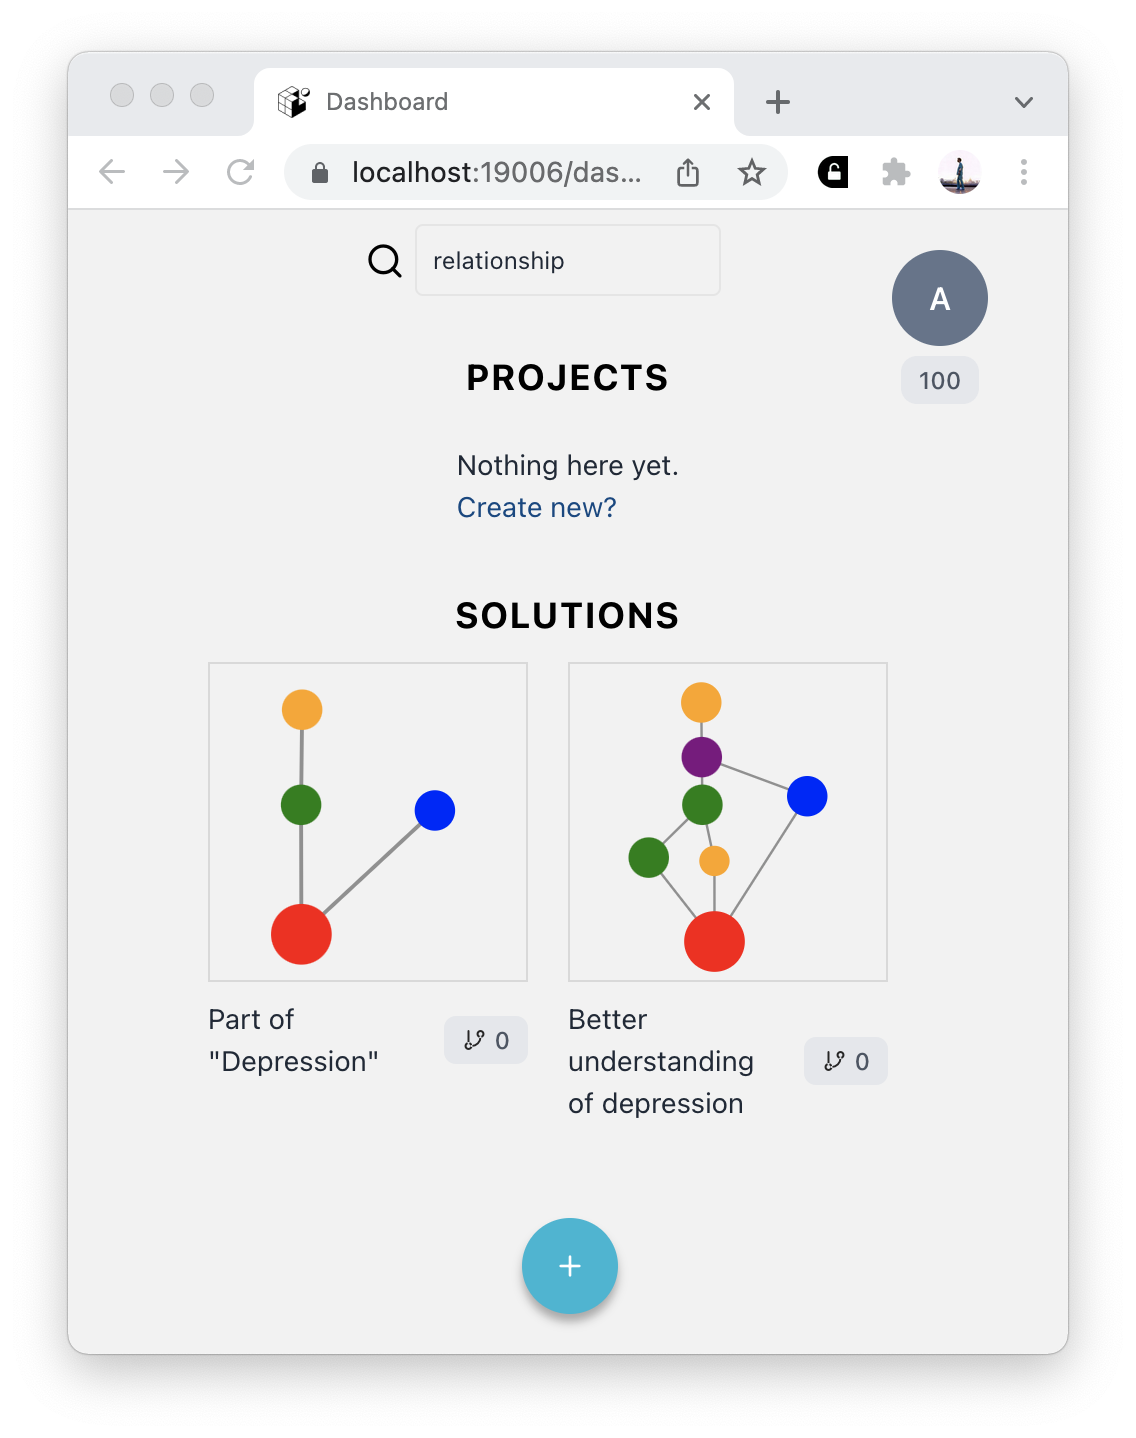 Dashboard
localhost:19006/das...
relationship
A
100
PROJECTS
Nothing here yet.
Create new?
SOLUTIONS
Part of
"Depression"
0
Better
understanding
of depression
0